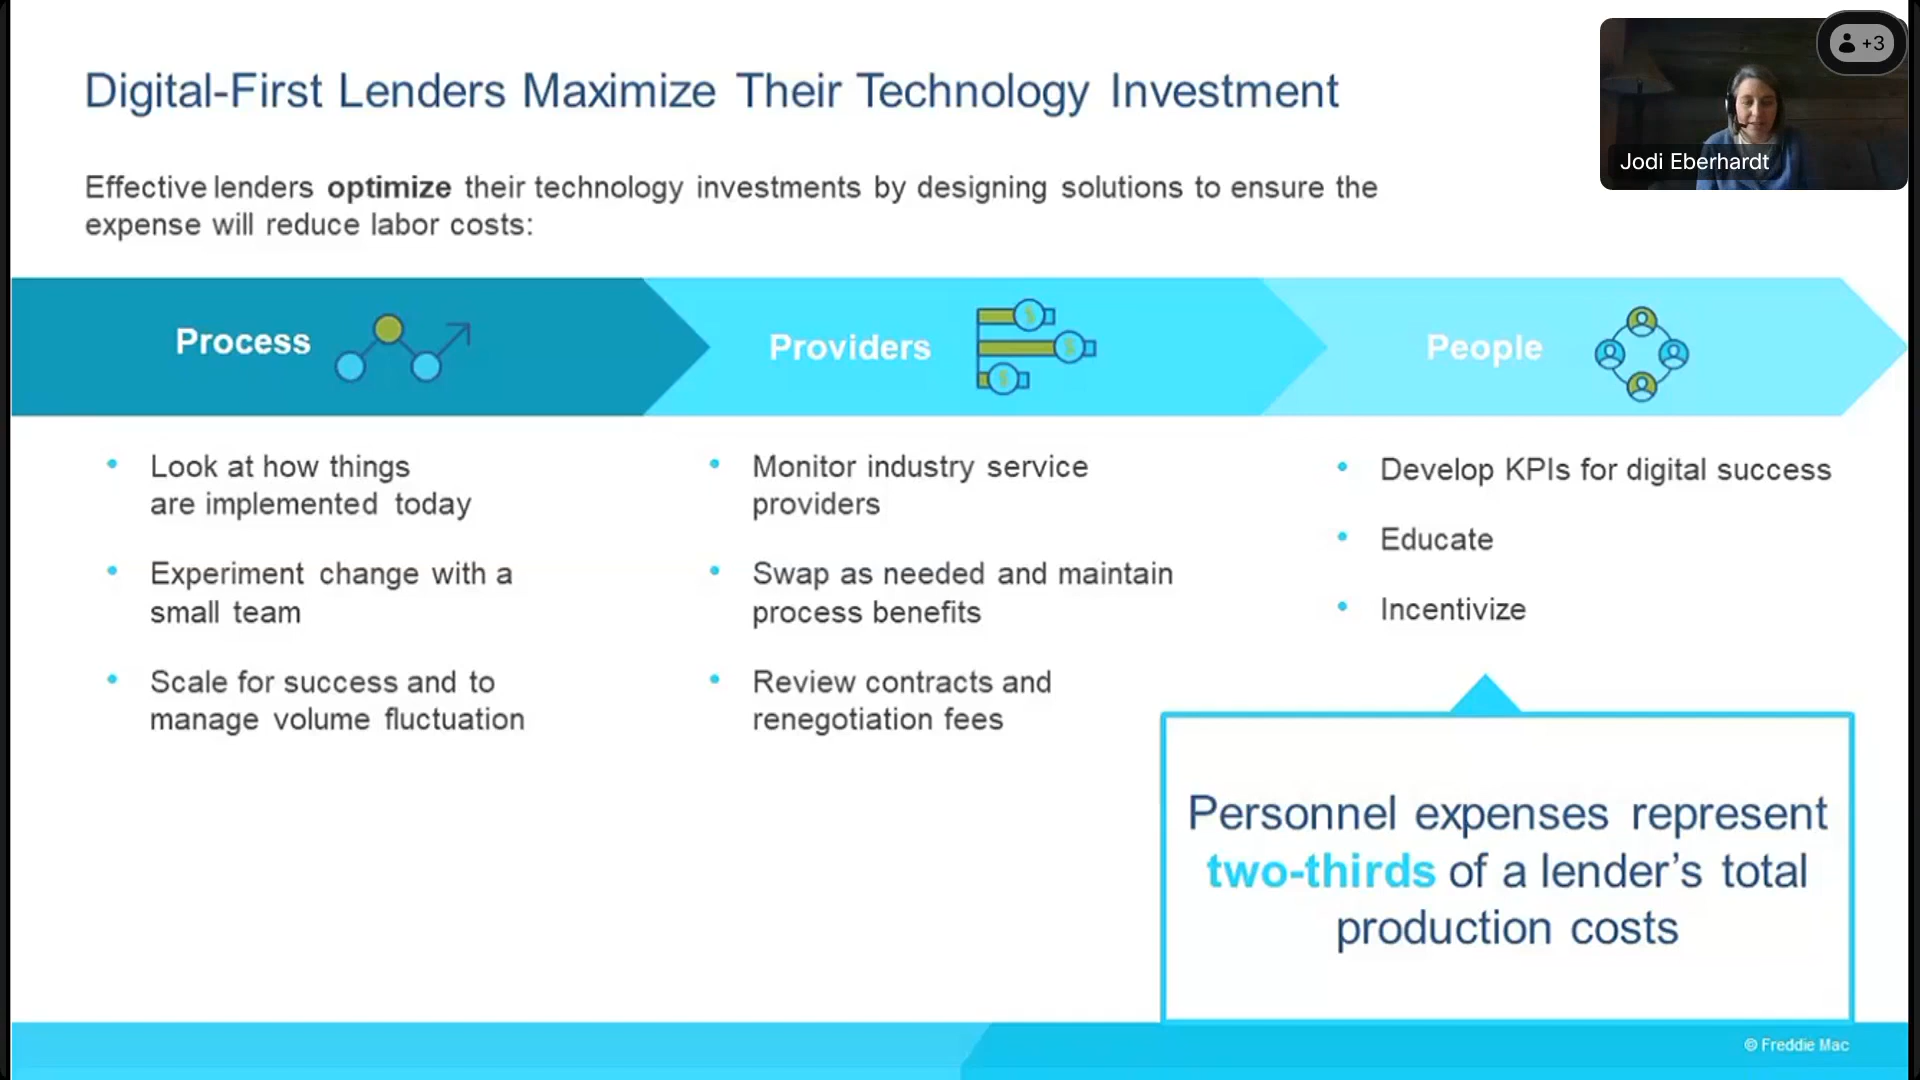 Digital-First Lenders Maximize Their Technology Investment
+3
Jodi Eberhardt
Effective lenders optimize their technology investments by designing solutions to ensure the
expense will reduce labor costs:
Process
Providers
People
Look at how things
are implemented today
Experiment change with a
small team
Scale for success and to
manage volume fluctuation
Monitor industry service
providers
Swap as needed and maintain
process benefits
Review contracts and
renegotiation fees
Develop KPIs for digital success
Educate
Incentivize
Personnel expenses represent
two-thirds of a lender’s total
production costs
© Freddie Mac